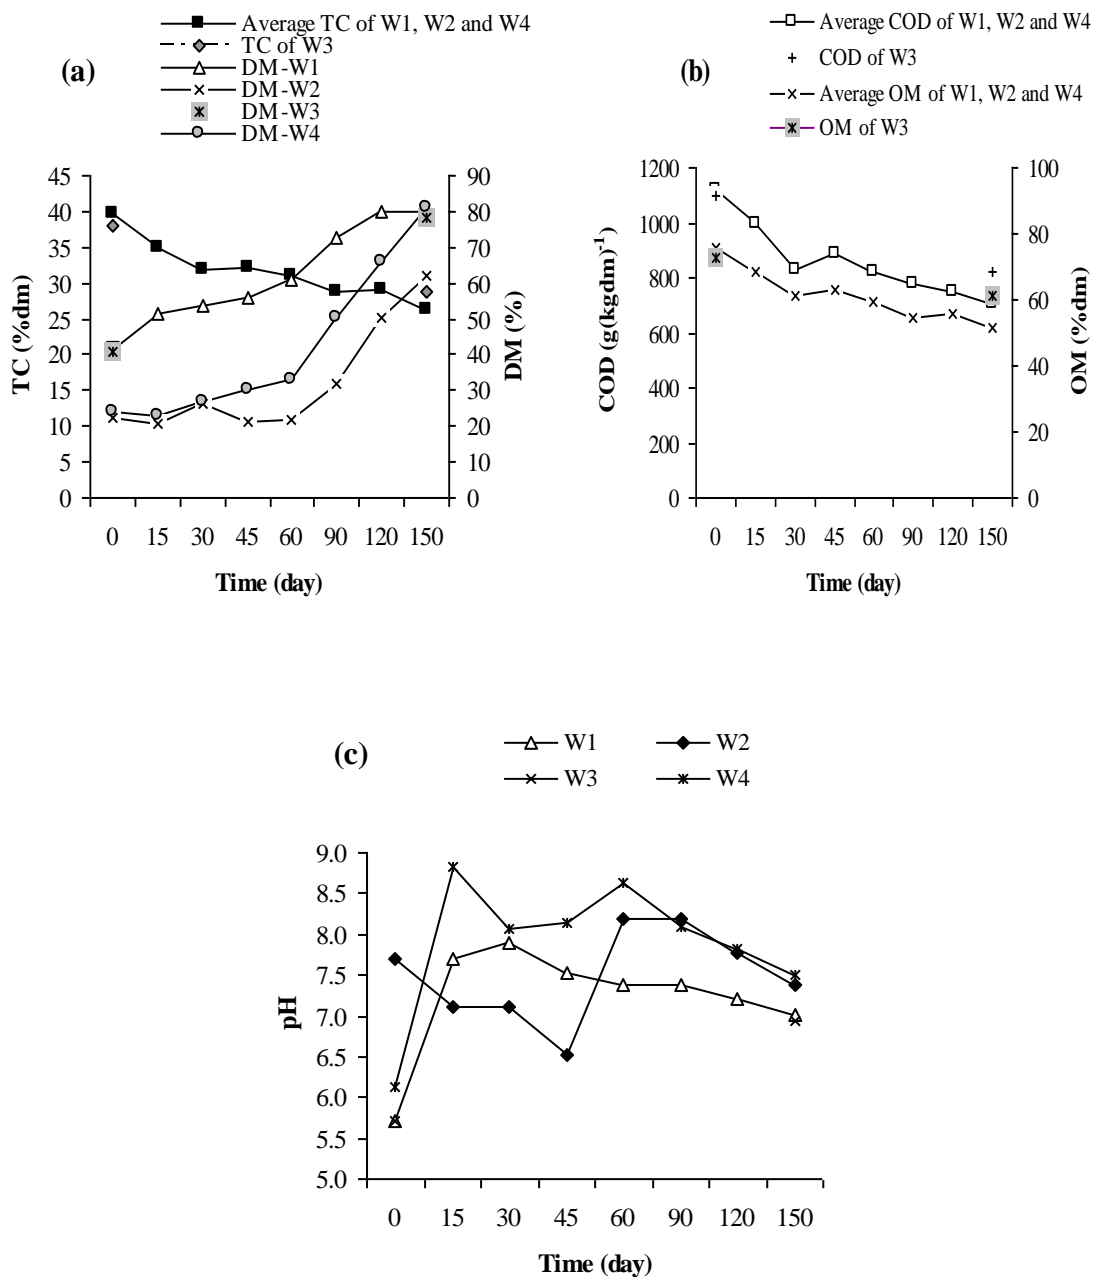 Average TC of W1, W2 and W4
TC of W3
(a)
DM-W1
DM-W2
DM-W3
DM-W4
TC (%dm)
45
40
35
30
25
20
15
10
5
0
90
80
70
60
50
40
30
20
10
0
DM (%)
0 15 30 45 60 90 120 150
Time (day)
Average COD of W1, W2 and W4
(b)
COD of W3
Average OM of W1, W2 and W4
OM of W3
COD (g(kgdm)-1)
1200
1000
800
600
400
200
0
100
80
60
40
20
0
OM (%dm)
0 15 30 45 60 90 120 150
Time (day)
(c)
W1 W2
W3 W4
pH
9.0
8.5
8.0
7.5
7.0
6.5
6.0
5.5
5.0
0 15 30 45 60 90 120 150
Time (day)